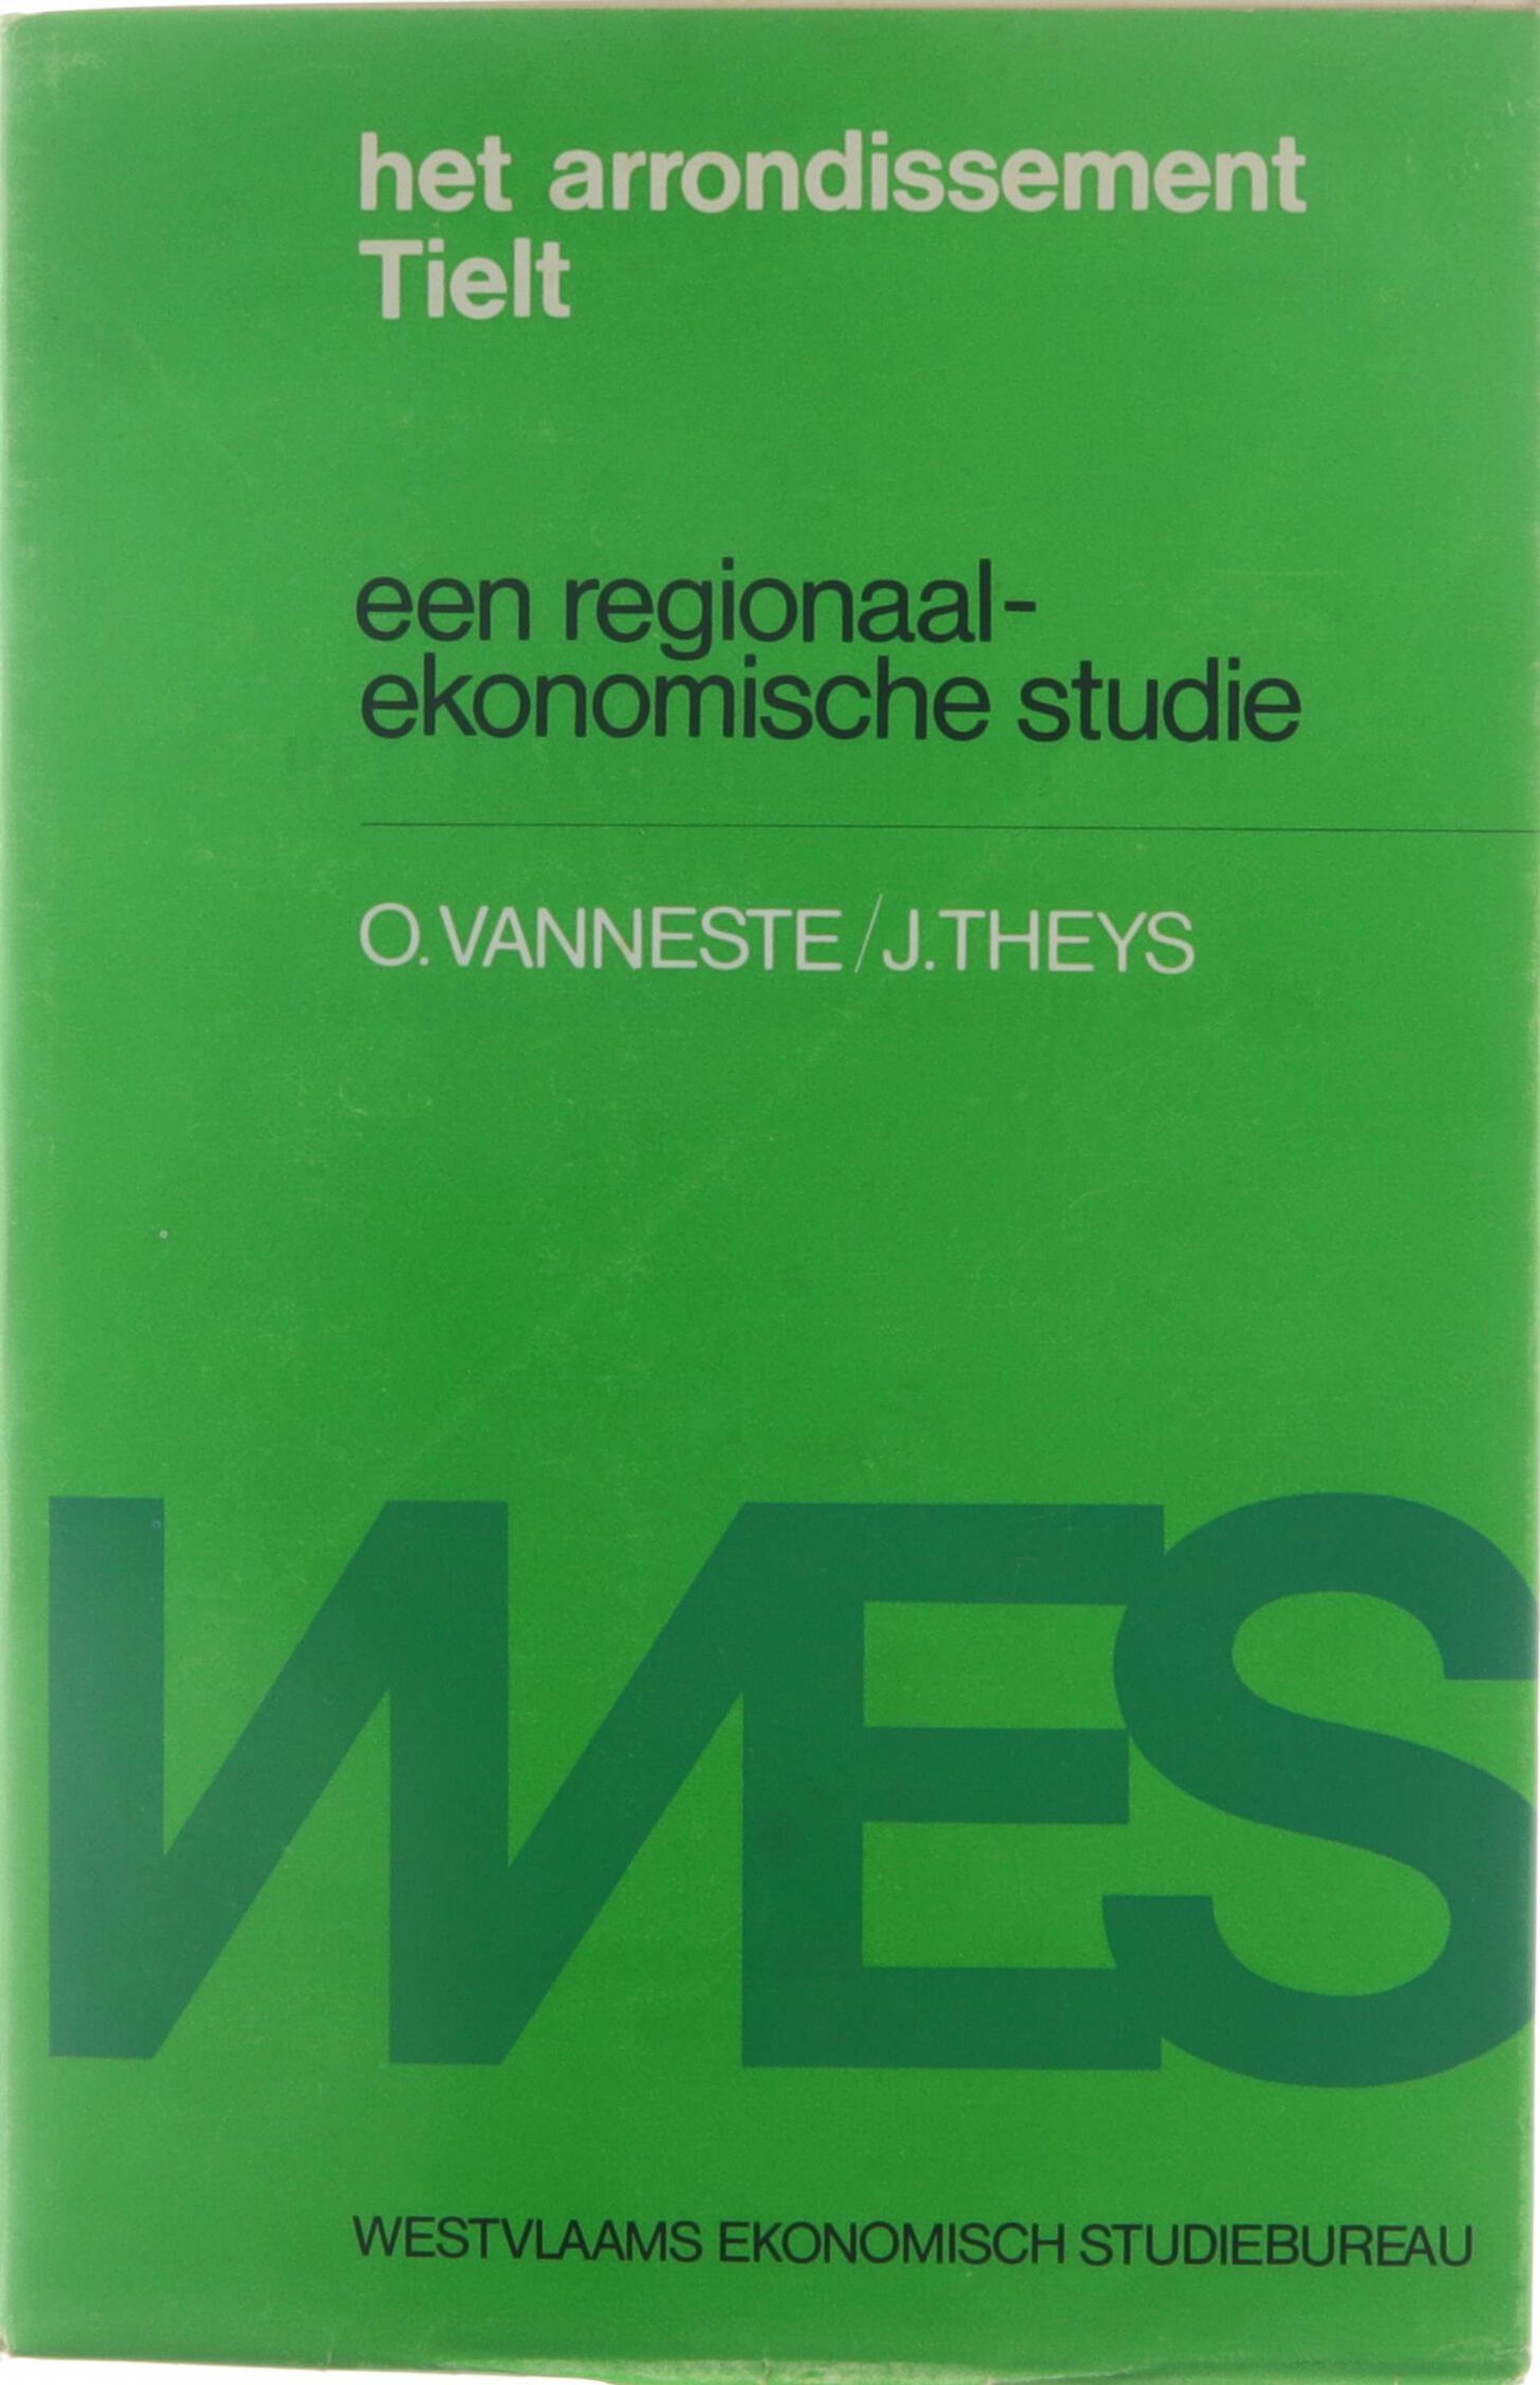 het arrondissement
Tielt
een regionaal-
ekonomische studie
O. VANNESTE / J. THEYS
WES
WESTVLAAMS EKONOMISCH STUDIEBUREAU